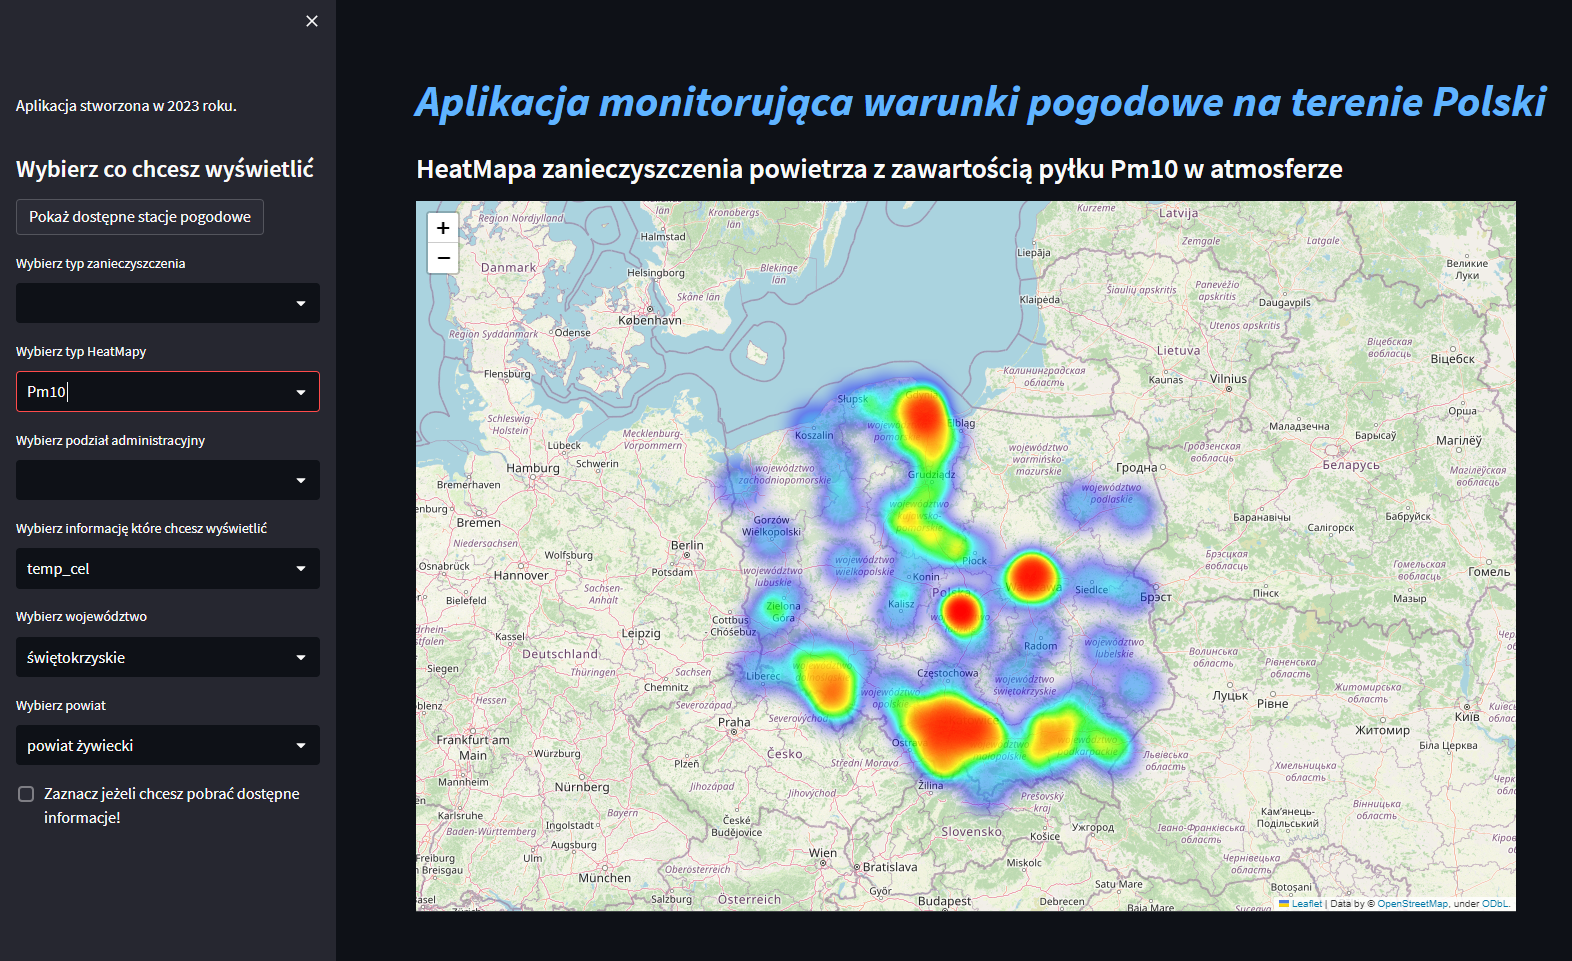 Aplikacja stworzona w 2023 roku.
Wybierz co chcesz wyświetlić
Pokaż dostępne stacje pogodowe
Wybierz typ zanieczyszczenia
Wybierz typ HeatMapy
Pm10
Wybierz podział administracyjny
Wybierz informację które chcesz wyświetlić
temp_cel
Wybierz województwo
świętokrzyskie
Wybierz powiat
powiat żywiecki
Zaznacz jeżeli chcesz pobrać dostępne
informacje!
Aplikacja monitorująca warunki pogodowe na terenie Polski
HeatMapa zanieczyszczenia powietrza z zawartością pyłku Pm10 w atmosferze
+
−
Region Nordjylland
län
Kronobergs
län
Kurzeme
Latvija
Halmstad
Zemgale
Latgale
Liepāja
Danmark
Helsingborg
Blekinge
län
Великие
Луки
Skåne län
Klaipėda
Šiaulių apskritis
Panevėžio
apskritis
Daugavpils
København
Region Syddanmark
Odense
Utenos apskritis
Lietuva
Віцебская
вобласць
Віцебск
Flensburg
Калининградская
область
Kaunas
Vilnius
Słupsk
Elbląg
Орша
Schleswig-
Holstein
Koszalin
Маладзечна
Барысаў
Магілёў
Mecklenburg-
Vorpommern
Lübeck
Schwerin
Hamburg
województwo
zachodniopomorskie
Grudziądz
województwo
warmińsko-
mazurskie
Гродзенская
вобласць
Гродна
Беларусь
Магілёўская
вобласць
Bremerhaven
województwo
podlaskie
Bremen
Gorzów
Wielkopolski
Баранавічы
Салігорск
Бабруйск
Niedersachsen
Berlin
Wolfsburg
Osnabrück
Hannover
Potsdam
województwo
lubuskie
województwo
wielkopolskie
Płock
Konin
Siedlce
Брэст
Брэсцкая
вобласць
Гомельская
вобласць
Гомель
Sachsen-
Anhalt
Пінск
Мазыр
Bielefeld
Zielona
Góra
Kalisz
Polska
Cottbus -
Chóśebuz
Kassel
Leipzig
Radom
województwo
lubelskie
Deutschland
Siegen
Thüringen
Sachsen
Liberec
Częstochowa
województwo
świętokrzyskie
Волинська
область
Рівненська
область
Chemnitz
województwo
opolskie
Житомирська
область
Луцьк
Рівне
Київ
Hessen
Severozápad
Severovýchod
Praha
Житомир
Біла Церква
Frankfurt am
Main
Würzburg
Plzeň
Česko
Střední Morava
małopolskie
podkarpackie
Львівська
область
Хмельницька
область
Mannheim
Nürnberg
Jihozápad
Jihovýchod
Žilina
Prešovský
kraj
Вінницька
область
Karlsruhe
Bayern
Baden-Württemberg
Ingolstadt
České
Budějovice
Slovensko
Košice
Ужгород
Івано-Франківська
область
Кам'янець-
Подільський
Augsburg
Ulm
Freiburg
Breisgau
Oberösterreich
Wien
Bratislava
Miskolc
Чернівецька
область
München
Salzburg
Österreich
Győr
Budapest
Debrecen
Satu Mare
Baia Mare
Botoșani
Suceava
Leaflet | Data by © OpenStreetMap, under ODbL.